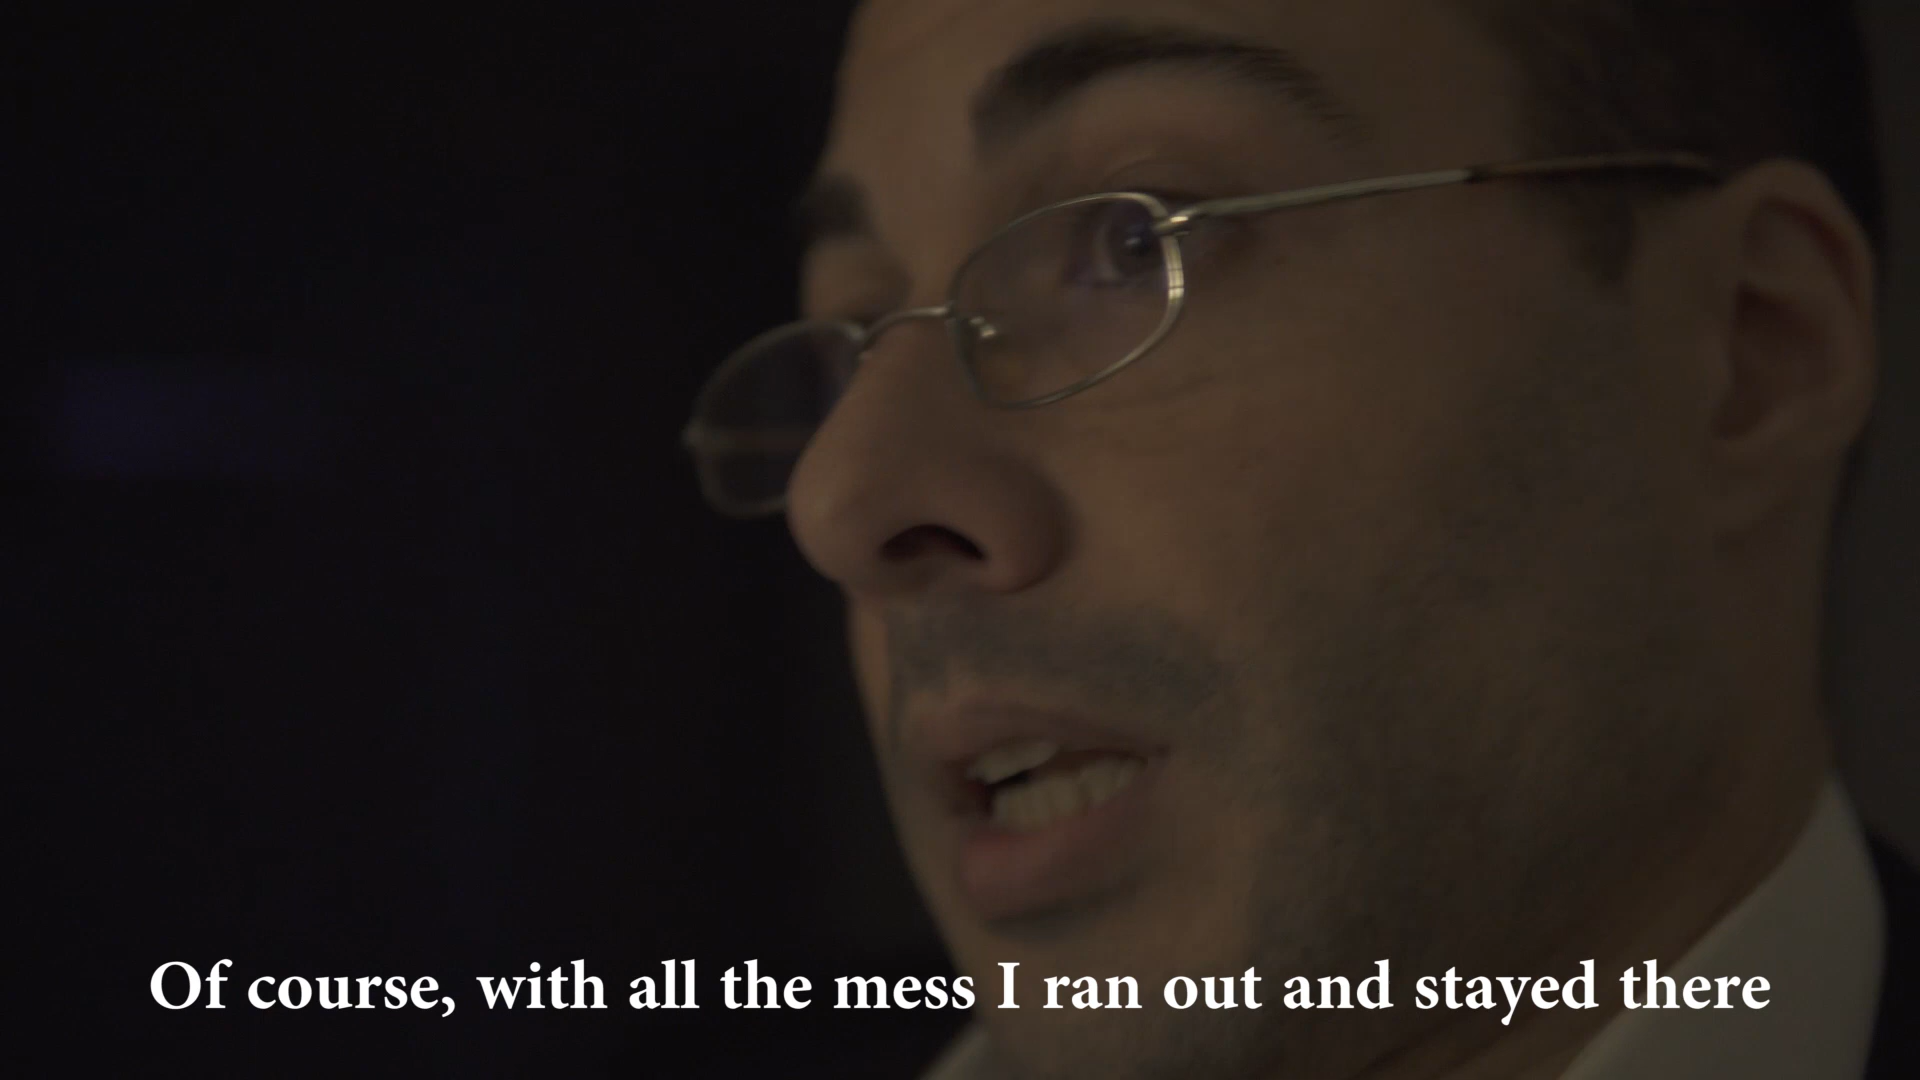 Of course, with all the mess I ran out and stayed there